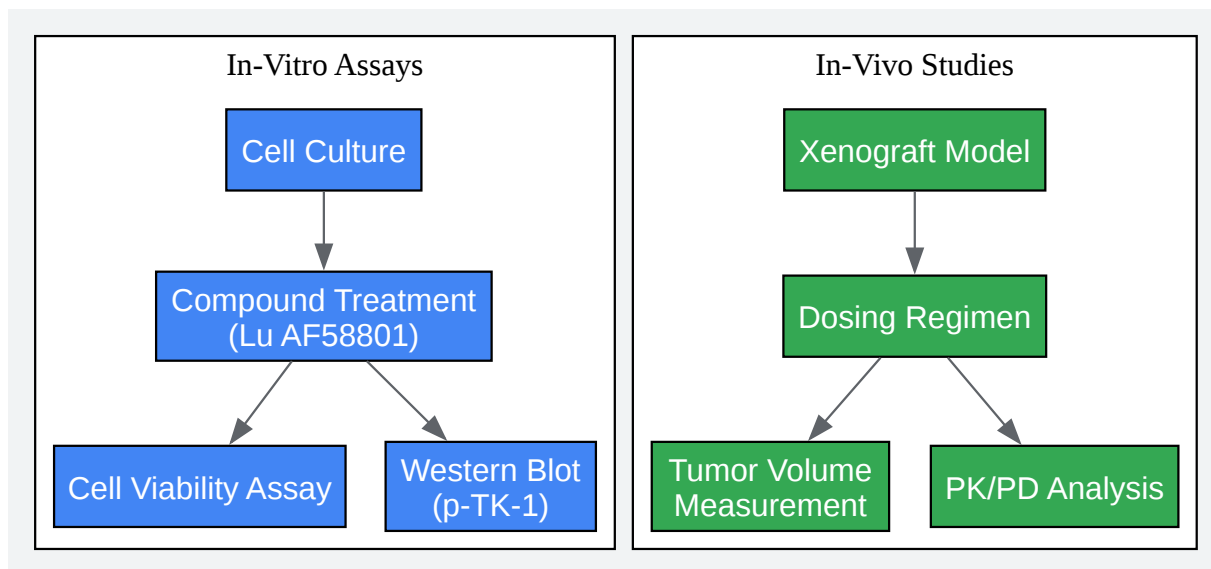 In-Vitro Assays
Cell Culture
Compound Treatment
(Lu AF58801)
Cell Viability Assay
Western Blot
(p-TK-1)
In-Vivo Studies
Xenograft Model
Dosing Regimen
Tumor Volume
Measurement
PK/PD Analysis